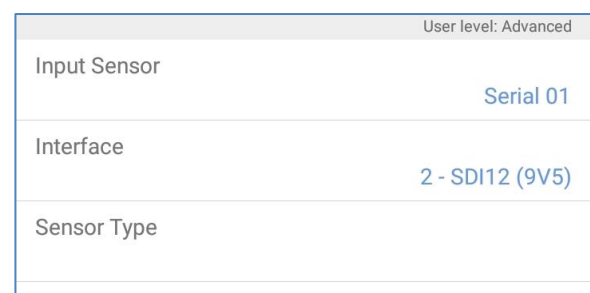 User level: Advanced
Input Sensor
Serial 01
Interface
2 - SDI12 (9V5)
Sensor Type